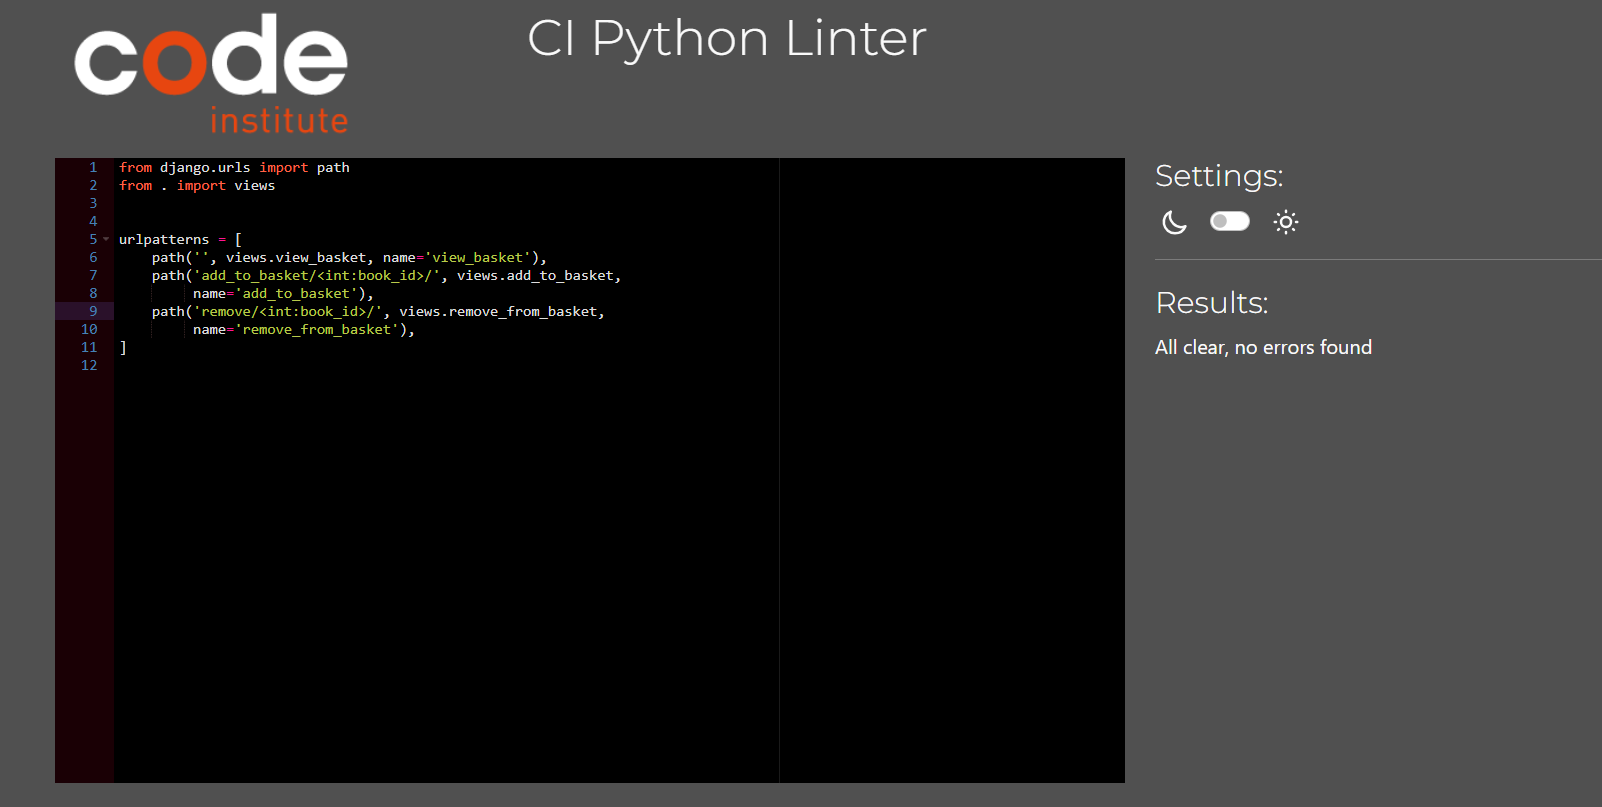 code
institute
CI Python Linter
1 from django.urls import path
2 from . import views
3
4
5 urlpatterns = [
6     path('', views.view_basket, name='view_basket'),
7     path('add_to_basket/<int:book_id>/', views.add_to_basket,
8          name='add_to_basket'),
9     path('remove/<int:book_id>/', views.remove_from_basket,
10          name='remove_from_basket'),
11 ]
12
Settings:
Results:
All clear, no errors found